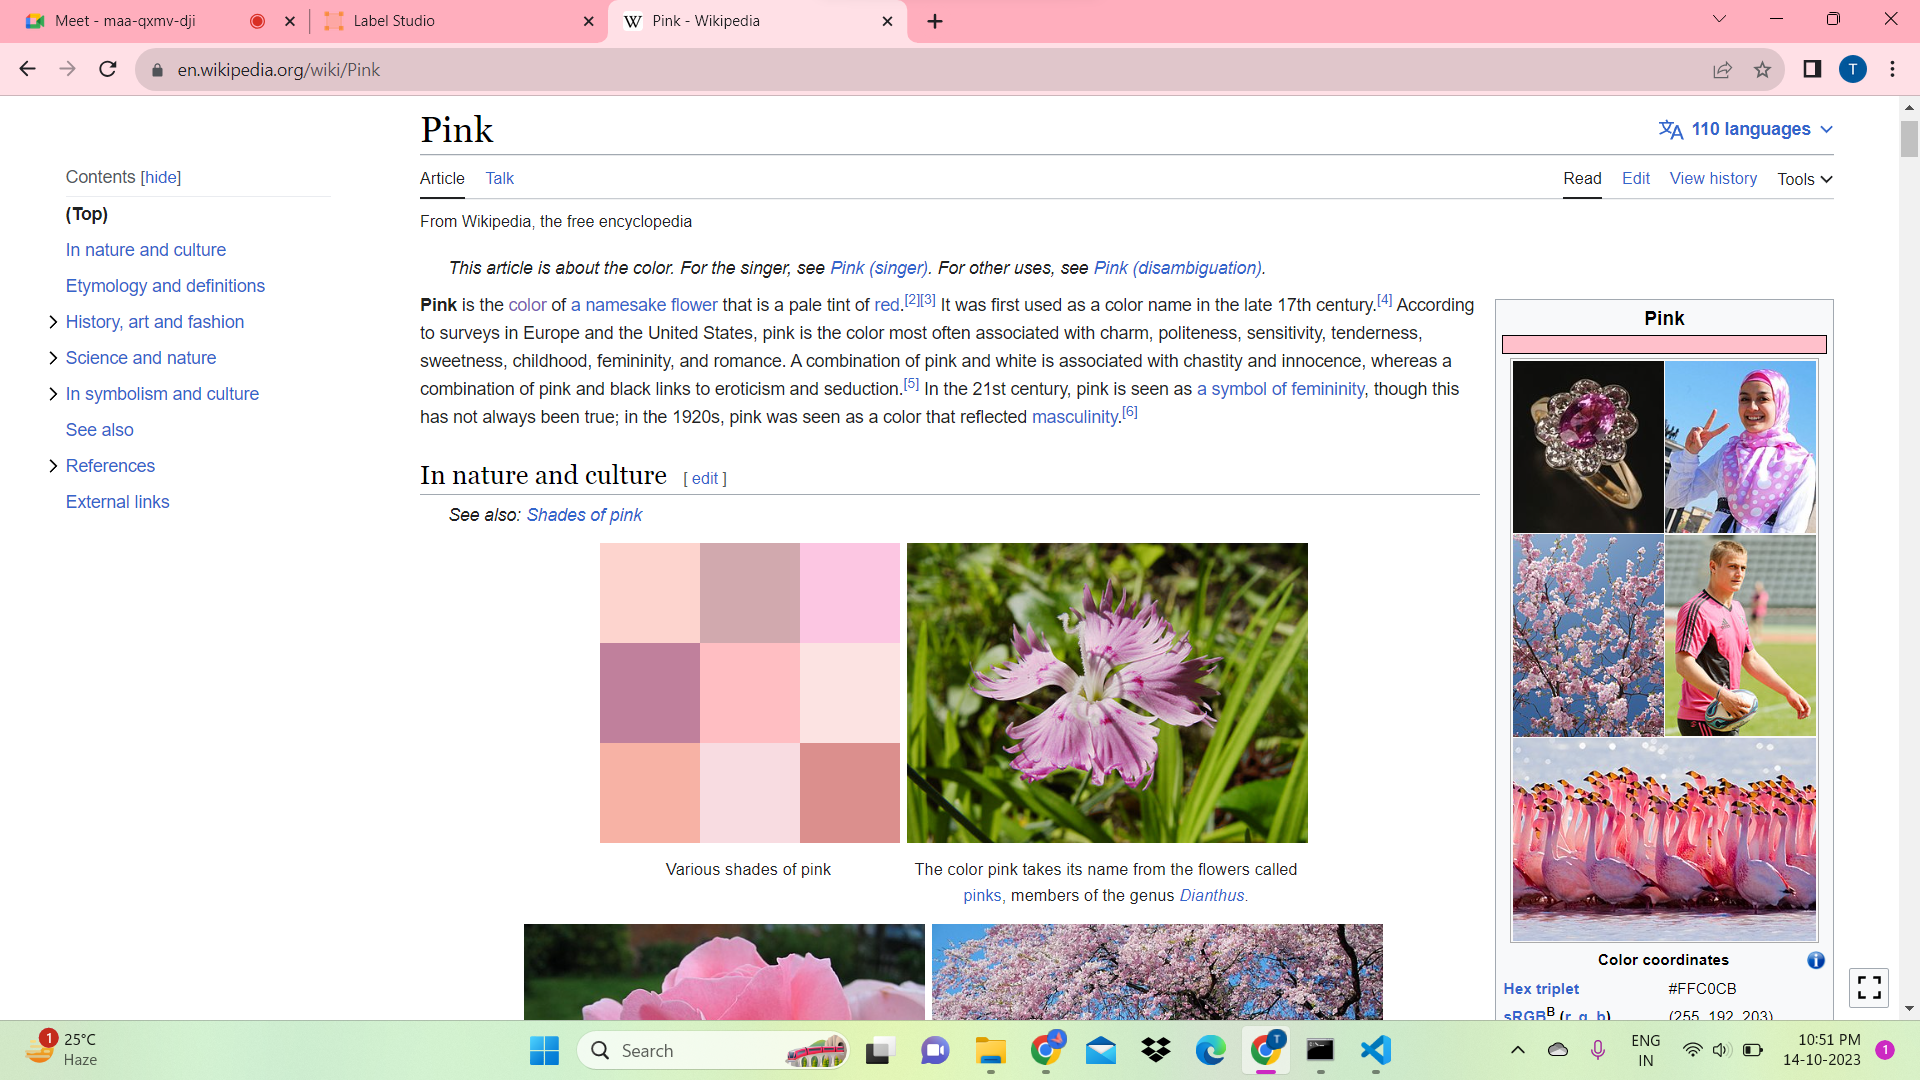 Meet - maa-qxmv-dji
Label Studio
Pink - Wikipedia
en.wikipedia.org/wiki/Pink
T
Pink
110 languages
Contents [hide]
(Top)
In nature and culture
Etymology and definitions
History, art and fashion
Science and nature
In symbolism and culture
See also
References
External links
Article Talk
Read Edit View history Tools
From Wikipedia, the free encyclopedia
This article is about the color. For the singer, see Pink (singer). For other uses, see Pink (disambiguation).
Pink is the color of a namesake flower that is a pale tint of red.[2][3] It was first used as a color name in the late 17th century.[4] According
to surveys in Europe and the United States, pink is the color most often associated with charm, politeness, sensitivity, tenderness,
sweetness, childhood, femininity, and romance. A combination of pink and white is associated with chastity and innocence, whereas a
combination of pink and black links to eroticism and seduction.[5] In the 21st century, pink is seen as a symbol of femininity, though this
has not always been true; in the 1920s, pink was seen as a color that reflected masculinity.[6]
In nature and culture [ edit ]
See also: Shades of pink
Various shades of pink
The color pink takes its name from the flowers called
pinks, members of the genus Dianthus.
Pink
Color coordinates
Hex triplet #FFC0CB
sRGBB (r, g, b) (255, 192, 203)
1
25°C
Haze
Search
T
ENG
IN
10:51 PM
14-10-2023
1